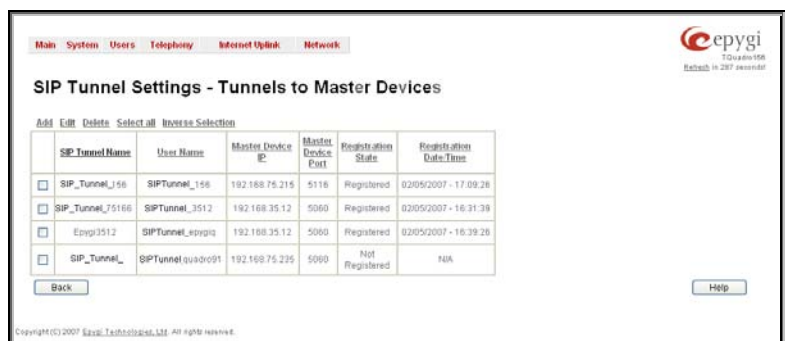 Main System Users Telephony Internet Uplink Network
epygi
TQuadro156
Refresh in 287 seconds!
SIP Tunnel Settings - Tunnels to Master Devices
Add Edit Delete Select all Inverse Selection
SIP Tunnel Name User Name Master Device IP Master Device Port Registration State Registration Date/Time
SIP_Tunnel_156 SIPTunnel_156 192.168.75.215 5116 Registered 02/05/2007 - 17:09:26
SIP_Tunnel_75166 SIPTunnel_3512 192.168.35.12 5060 Registered 02/05/2007 - 16:31:39
Epygi3512 SIPTunnel_epygiq 192.168.35.12 5060 Registered 02/05/2007 - 16:39:26
SIP_Tunnel_ SIPTunnel.quadro91 192.168.75.235 5060 Not Registered N/A
Back Help
Copyright (C) 2007 Epygi Technologies, Ltd. All rights reserved.